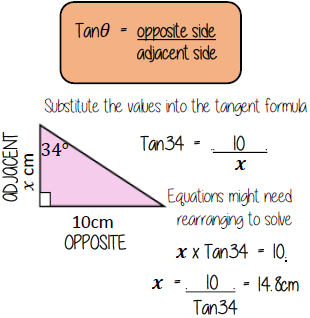 Tanθ = opposite side
adjacent side
Substitute the values into the tangent formula
ADJACENT
x cm
34°
10cm
OPPOSITE
Tan34 = 10
x
Equations might need
rearranging to solve
x x Tan34 = 10.
x = 10 = 14.8cm
Tan34